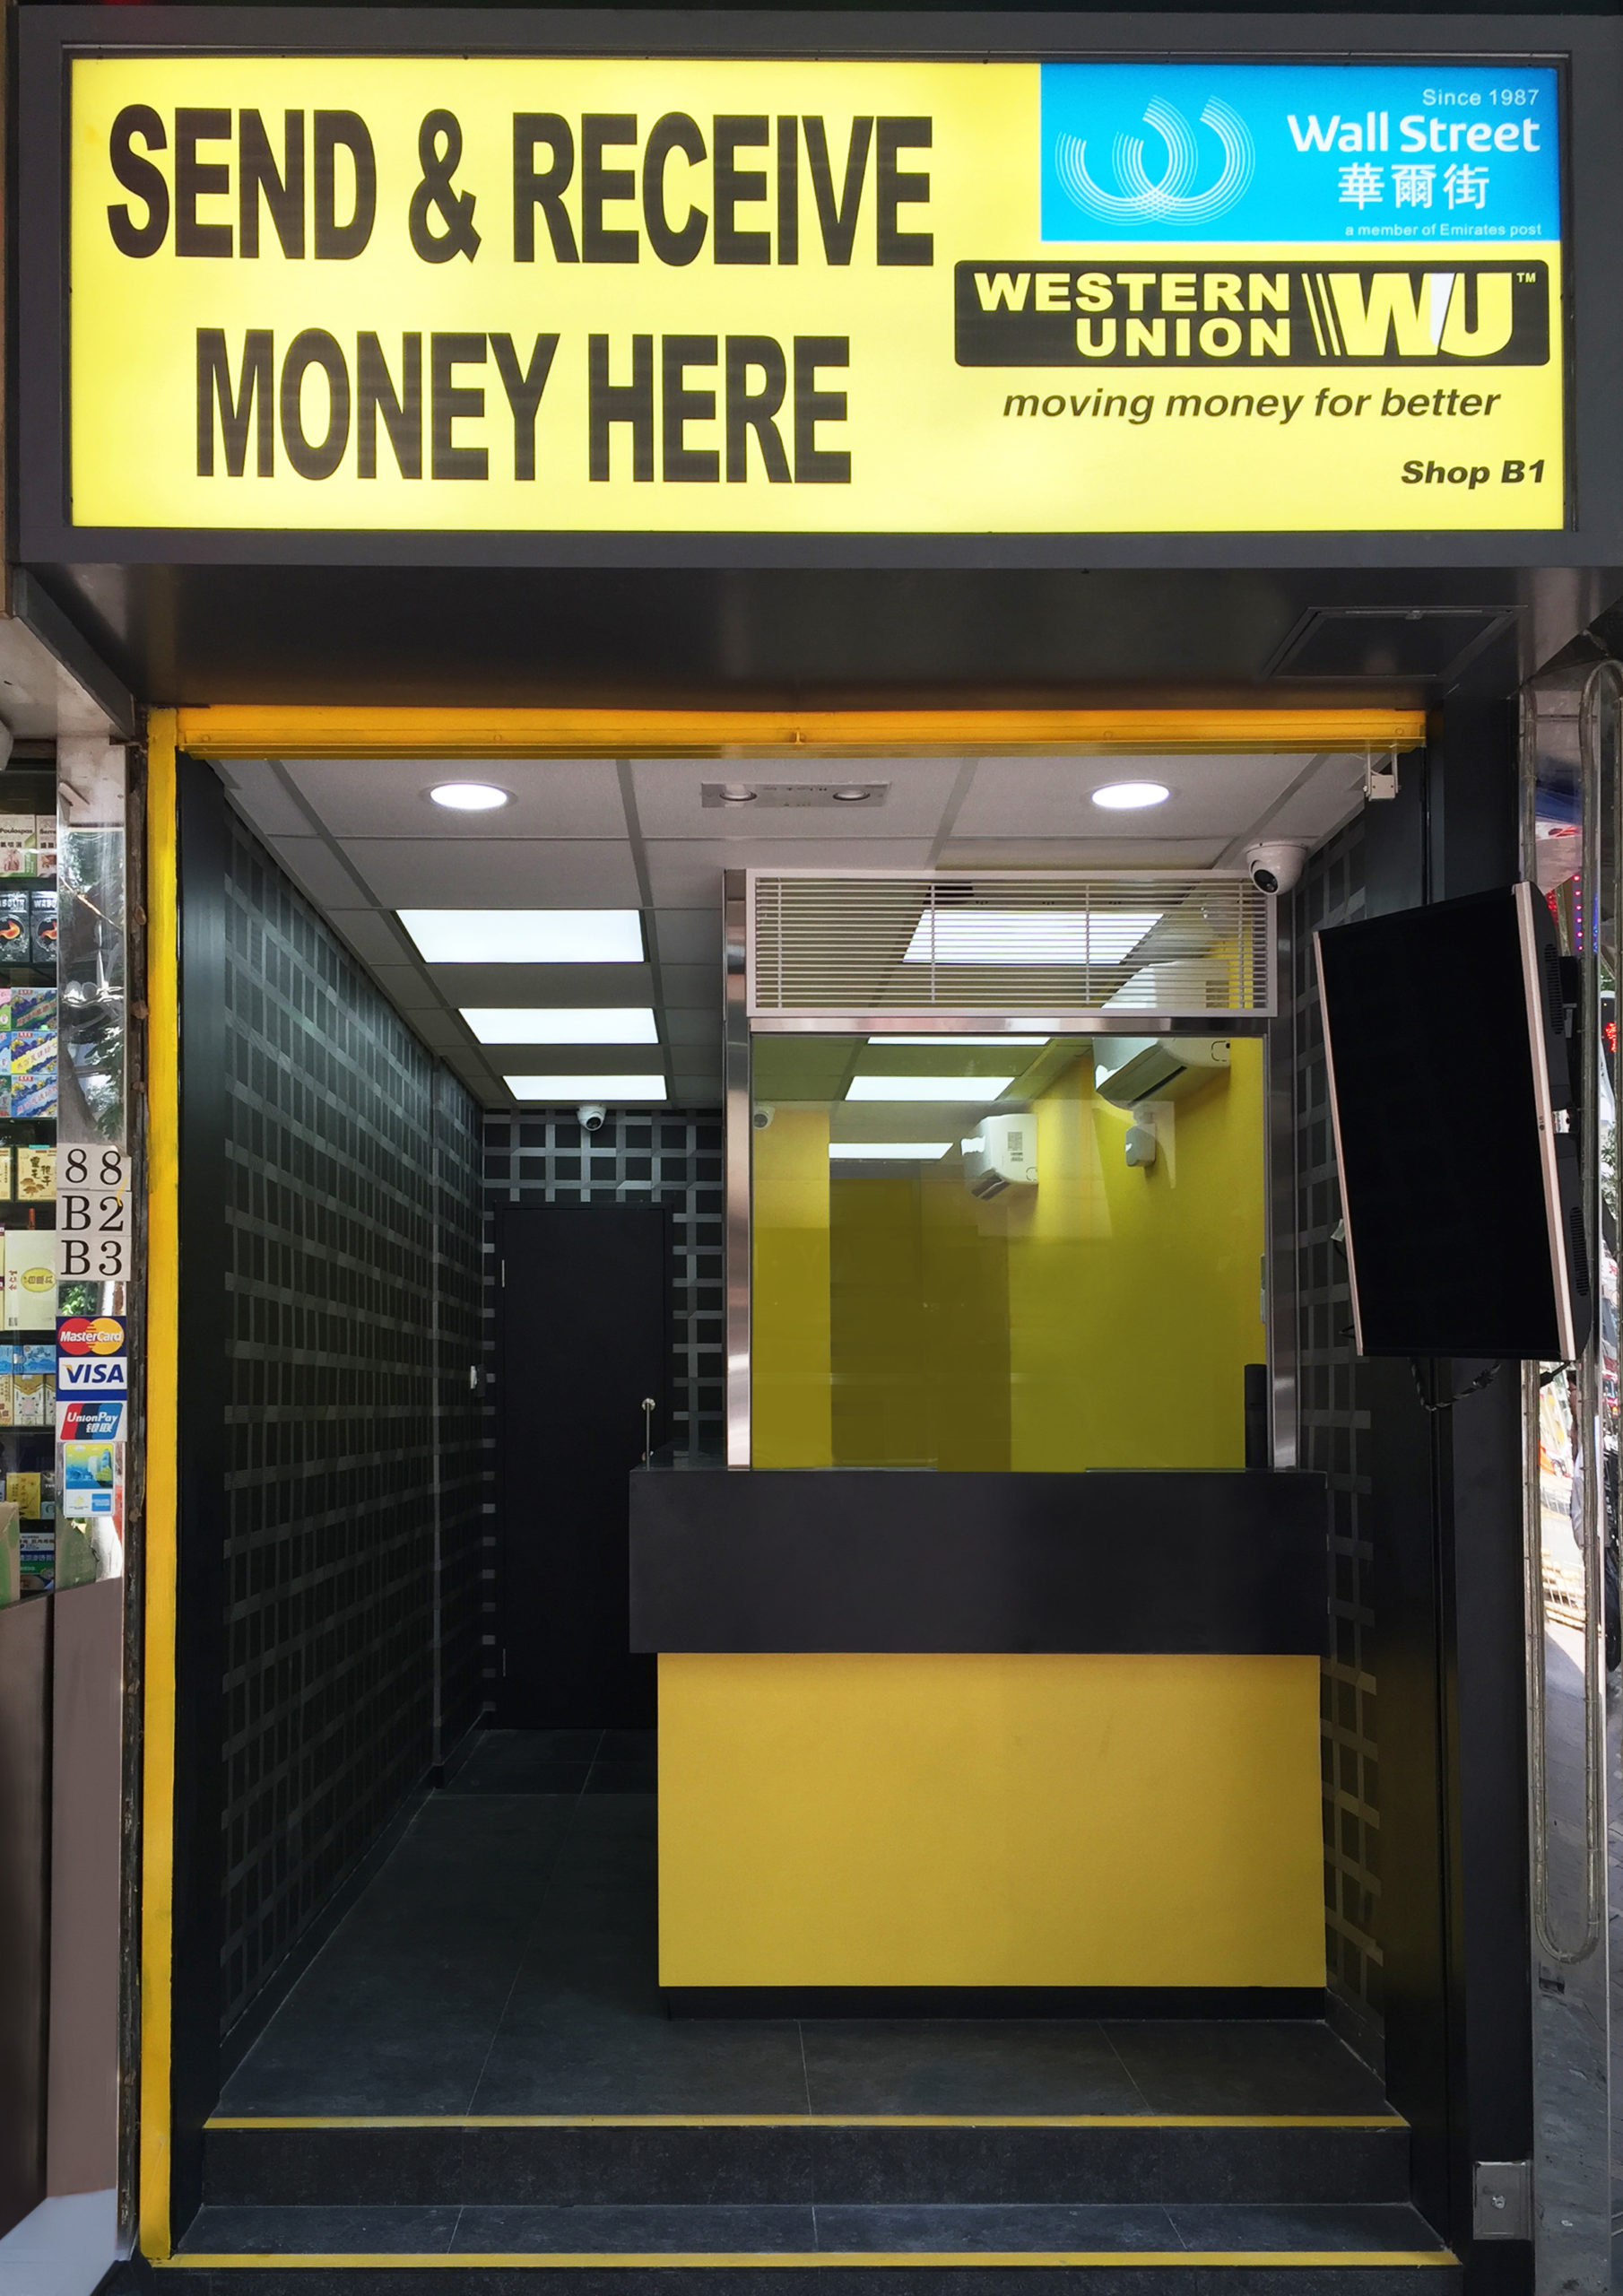 SEND & RECEIVE
MONEY HERE
Since 1987
Wall Street
華爾街
a member of Emirates post
WESTERN
UNION
WU™
moving money for better
Shop B1
88
B2
B3
MasterCard
VISA
UnionPay
银联